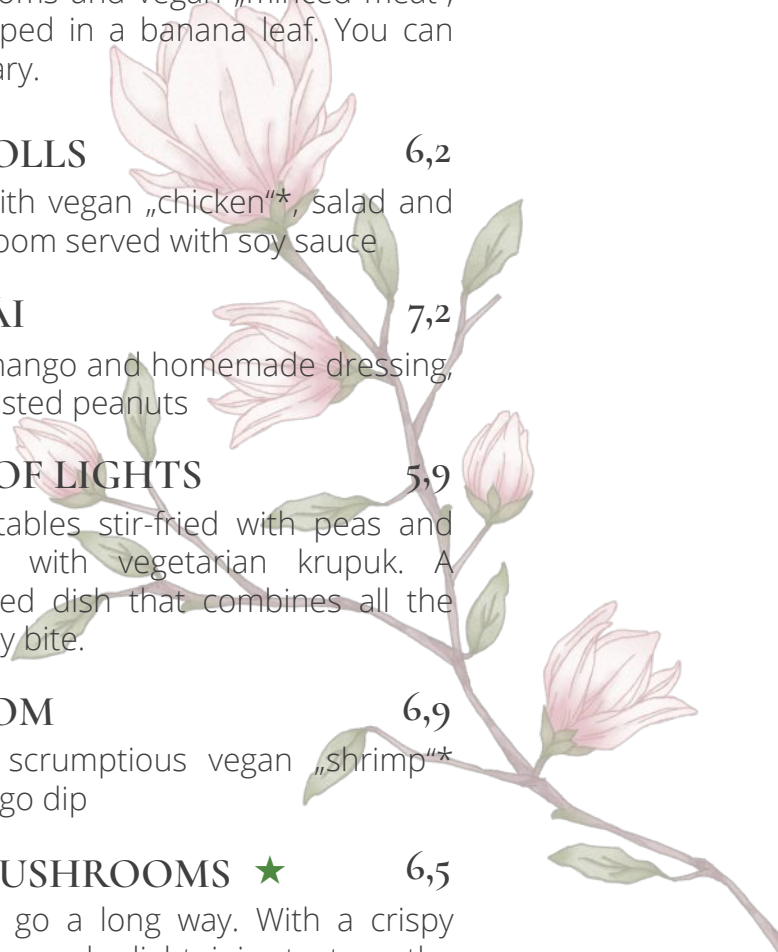 ooms and vegan „minced meat“,
ped in a banana leaf. You can
ary.
OLLS 6,2
ith vegan „chicken“*, salad and
oom served with soy sauce
AI 7,2
mango and homemade dressing,
sted peanuts
OF LIGHTS 5,9
tables stir-fried with peas and
with vegetarian krupuk. A
ed dish that combines all the
y bite.
OM 6,9
scrumptious vegan „shrimp“*
go dip
USHROOMS ★ 6,5
go a long way. With a crispy